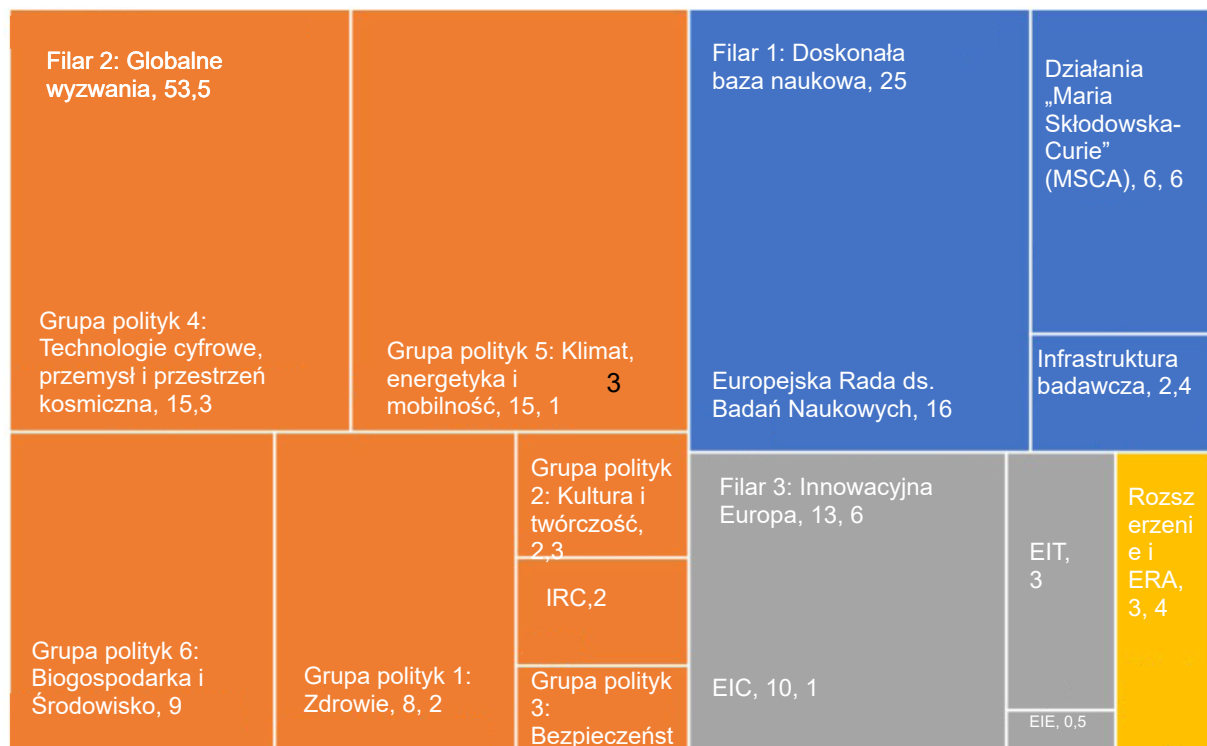 Filar 2: Globalne
wyzwania, 53,5
Grupa polityk 4:
Technologie cyfrowe,
przemysł i przestrzeń
kosmiczna, 15,3
Grupa polityk 5: Klimat,
energetyka i
mobilność, 15, 1
3
Grupa polityk 6:
Biogospodarka i
Środowisko, 9
Grupa polityk 1:
Zdrowie, 8, 2
Grupa polityk
2: Kultura i
twórczość,
2,3
IRC,2
Grupa polityk
3:
Bezpieczeńst
Filar 1: Doskonała
baza naukowa, 25
Europejska Rada ds.
Badań Naukowych, 16
Działania
„Maria
Skłodowska-
Curie”
(MSCA), 6, 6
Infrastruktura
badawcza, 2,4
Filar 3: Innowacyjna
Europa, 13, 6
EIC, 10, 1
EIT,
3
EIE, 0,5
Rozsz
erzeni
e i
ERA,
3, 4